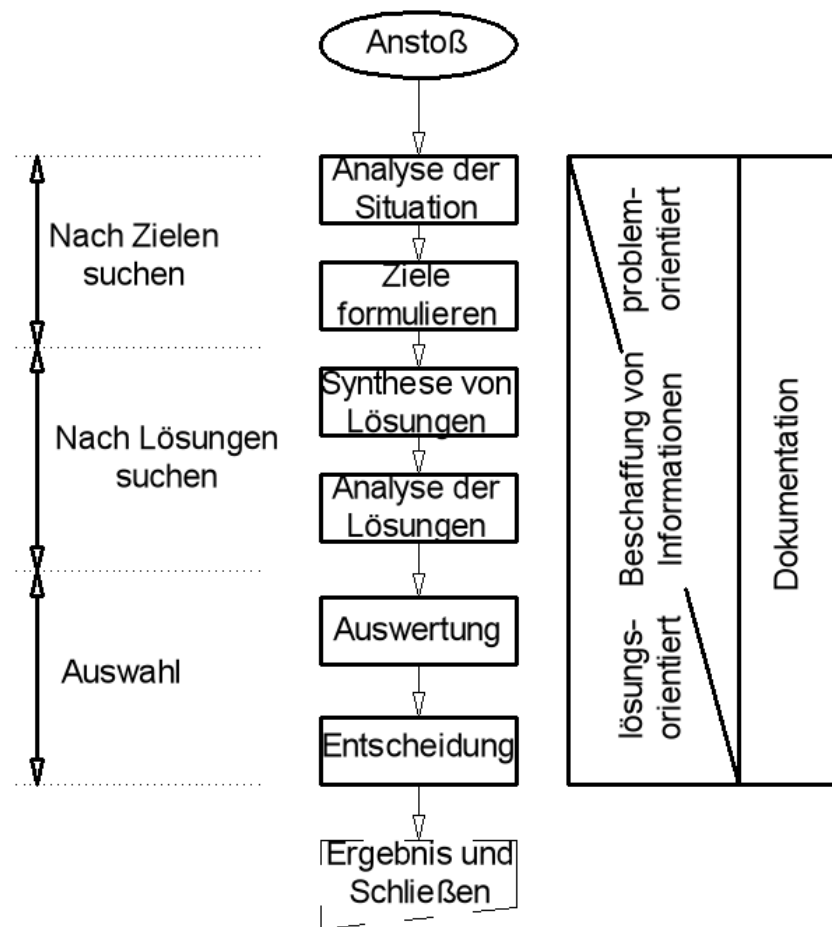 Anstoß
Nach Zielen
suchen
Nach Lösungen
suchen
Auswahl
Analyse der
Situation
Ziele
formulieren
Synthese von
Lösungen
Analyse der
Lösungen
Auswertung
Entscheidung
Ergebnis und
Schließen
problem-
orientiert
Beschaffung von
Informationen
lösungs-
orientiert
Dokumentation